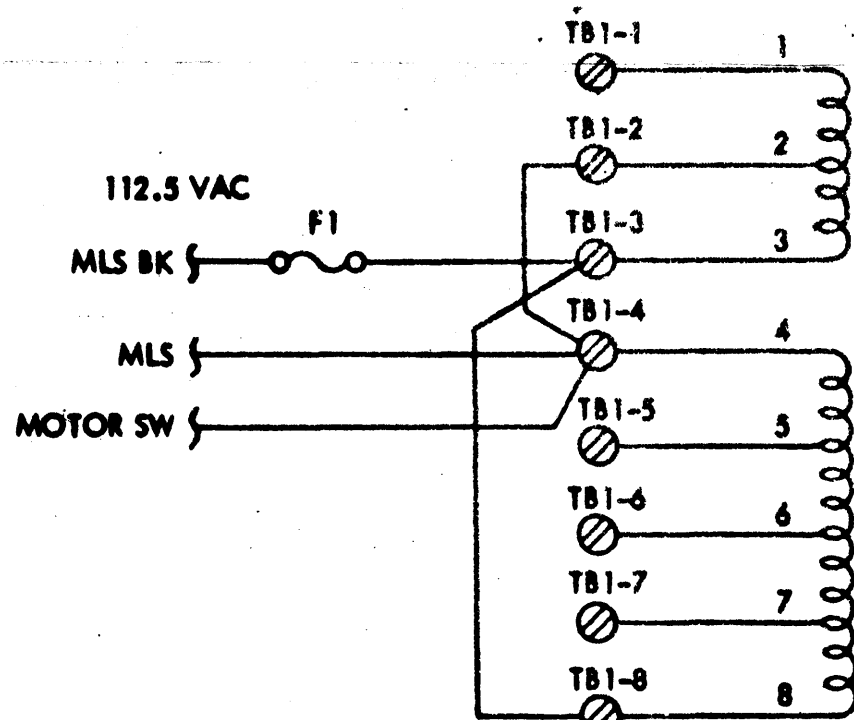 TB1-1
1
TB1-2
2
112.5 VAC
F1
TB1-3
MLS BK
3
TB1-4
4
MLS
TB1-5
5
MOTOR SW
TB1-6
6
TB1-7
7
TB1-8
8